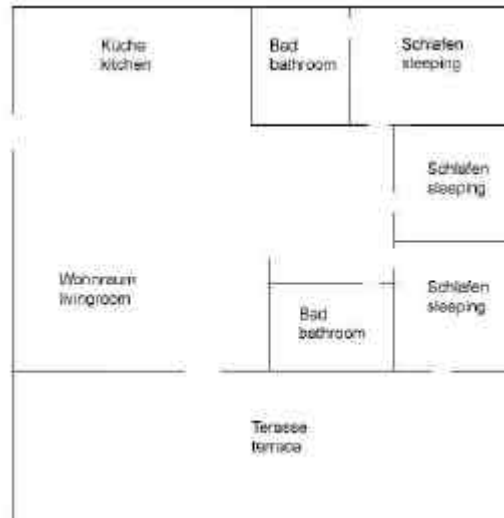 Küche
kitchen
Bad
bathroom
Schlafen
sleeping
Schlafen
sleeping
Wohnraum
livingroom
Schlafen
sleeping
Bad
bathroom
Terasse
terrace